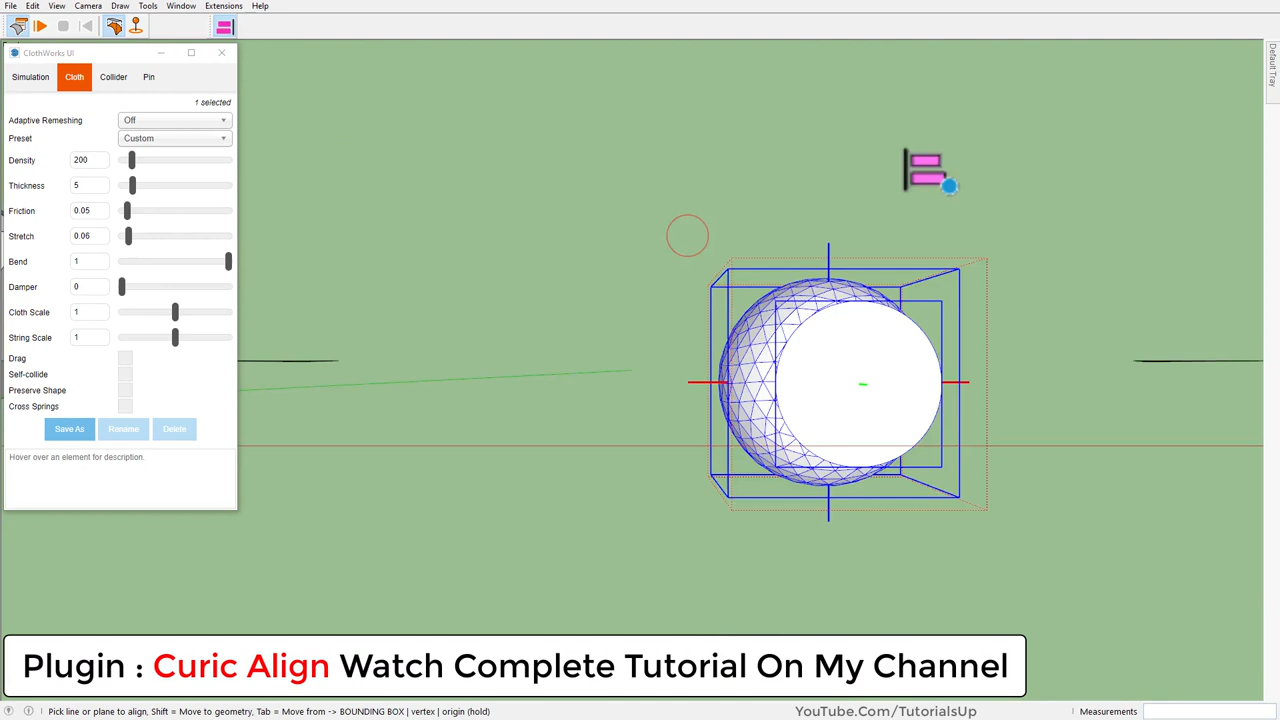 File Edit View Camera Draw Tools Window Extensions Help
ClothWorks UI
Simulation Cloth Collider Pin
1 selected
Adaptive Remeshing Off
Preset Custom
Density 200
Thickness 5
Friction 0.05
Stretch 0.06
Bend 1
Damper 0
Cloth Scale 1
String Scale 1
Drag
Self-collide
Preserve Shape
Cross Springs
Save As Rename Delete
Hover over an element for description.
Default Tray
Plugin : Curic Align Watch Complete Tutorial On My Channel
Pick line or plane to align, Shift = Move to geometry, Tab = Move from -> BOUNDING BOX | vertex | origin (hold)
YouTube.Com/TutorialsUp
Measurements